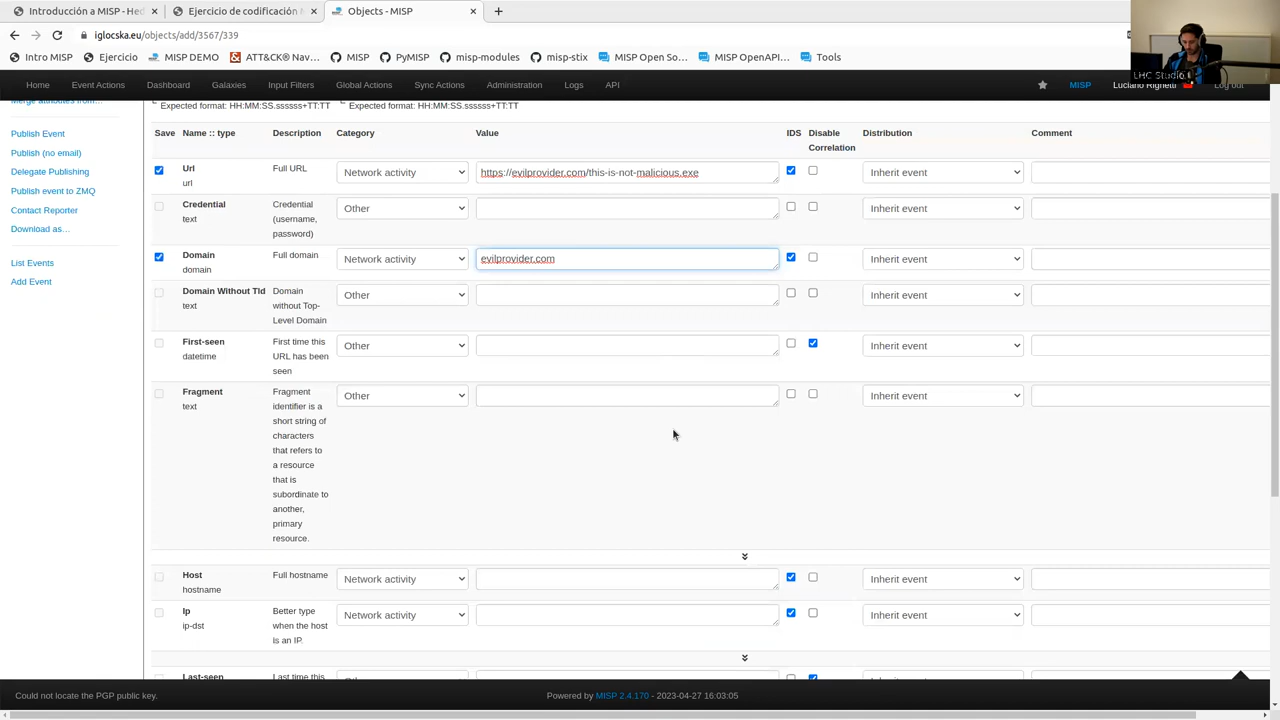 Introducción a MISP - Hed
Ejercicio de codificación
Objects - MISP
iglocska.eu/objects/add/3567/339
Intro MISP
Ejercicio
MISP DEMO
ATT&CK® Nav…
MISP
PyMISP
misp-modules
misp-stix
MISP Open So…
MISP OpenAPI…
Tools
LHC Studio 1
Home
Event Actions
Dashboard
Galaxies
Input Filters
Global Actions
Sync Actions
Administration
Logs
API
MISP
Luciano Righetti
Log out
Merge attributes from…
Publish Event
Publish (no email)
Delegate Publishing
Publish event to ZMQ
Contact Reporter
Download as…
List Events
Add Event
Expected format: HH:MM:SS.ssssss+TT:TT
Expected format: HH:MM:SS.ssssss+TT:TT
Save
Name :: type
Description
Category
Value
IDS
Disable
Correlation
Distribution
Comment
Url
url
Full URL
Network activity
https://evilprovider.com/this-is-not-malicious.exe
Inherit event
Credential
text
Credential
(username,
password)
Other
Inherit event
Domain
domain
Full domain
Network activity
evilprovider.com
Inherit event
Domain Without Tld
text
Domain
without Top-
Level Domain
Other
Inherit event
First-seen
datetime
First time this
URL has been
seen
Other
Inherit event
Fragment
text
Fragment
identifier is a
short string of
characters
that refers to
a resource
that is
subordinate to
another,
primary
resource.
Other
Inherit event
Host
hostname
Full hostname
Network activity
Inherit event
Ip
ip-dst
Better type
when the host
is an IP.
Network activity
Inherit event
Last-seen
Last time this
Could not locate the PGP public key.
Powered by MISP 2.4.170 - 2023-04-27 16:03:05